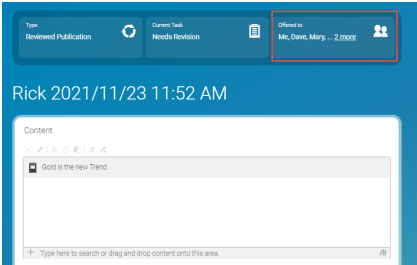 Type
Reviewed Publication
Current Task
Needs Revision
Offered to
Me, Dave, Mary, ... 2 more
Rick 2021/11/23 11:52 AM
Content
Gold is the new Trend
Type here to search or drag and drop content onto this area.